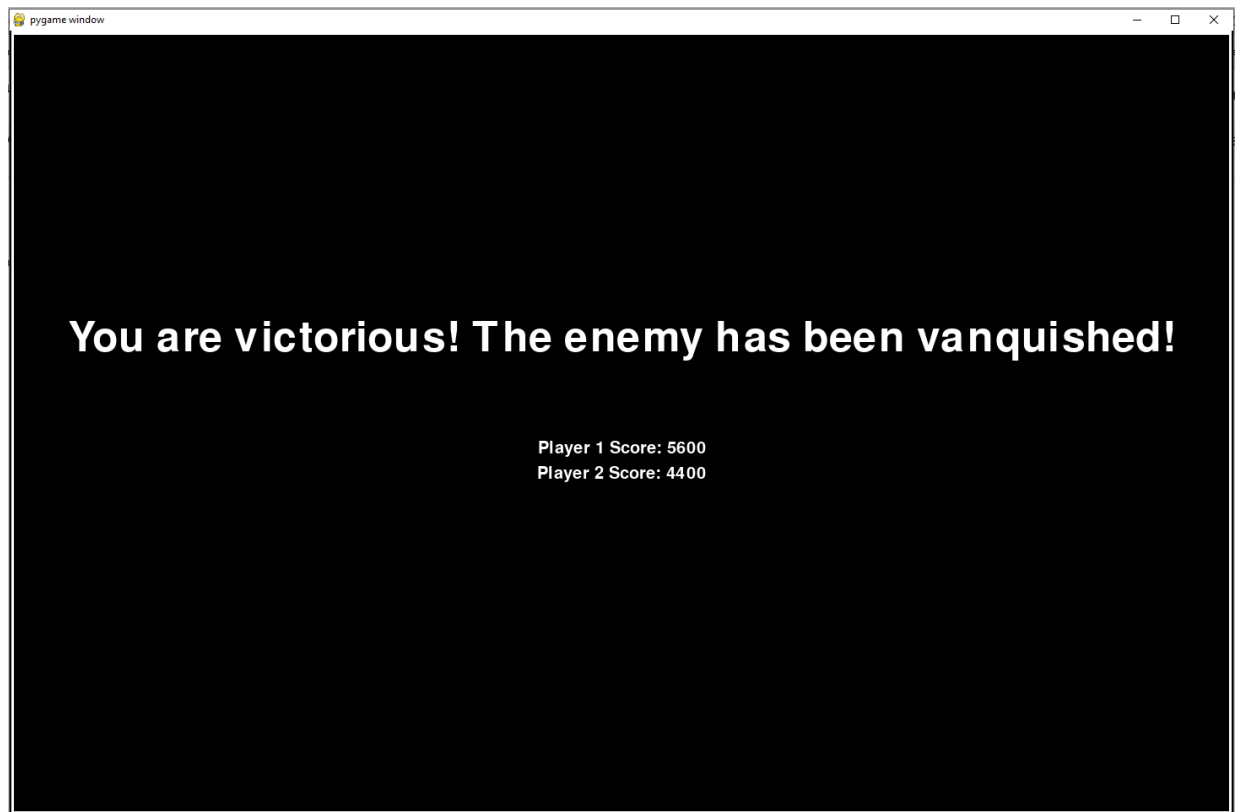 pygame window
You are victorious! The enemy has been vanquished!
Player 1 Score: 5600
Player 2 Score: 4400